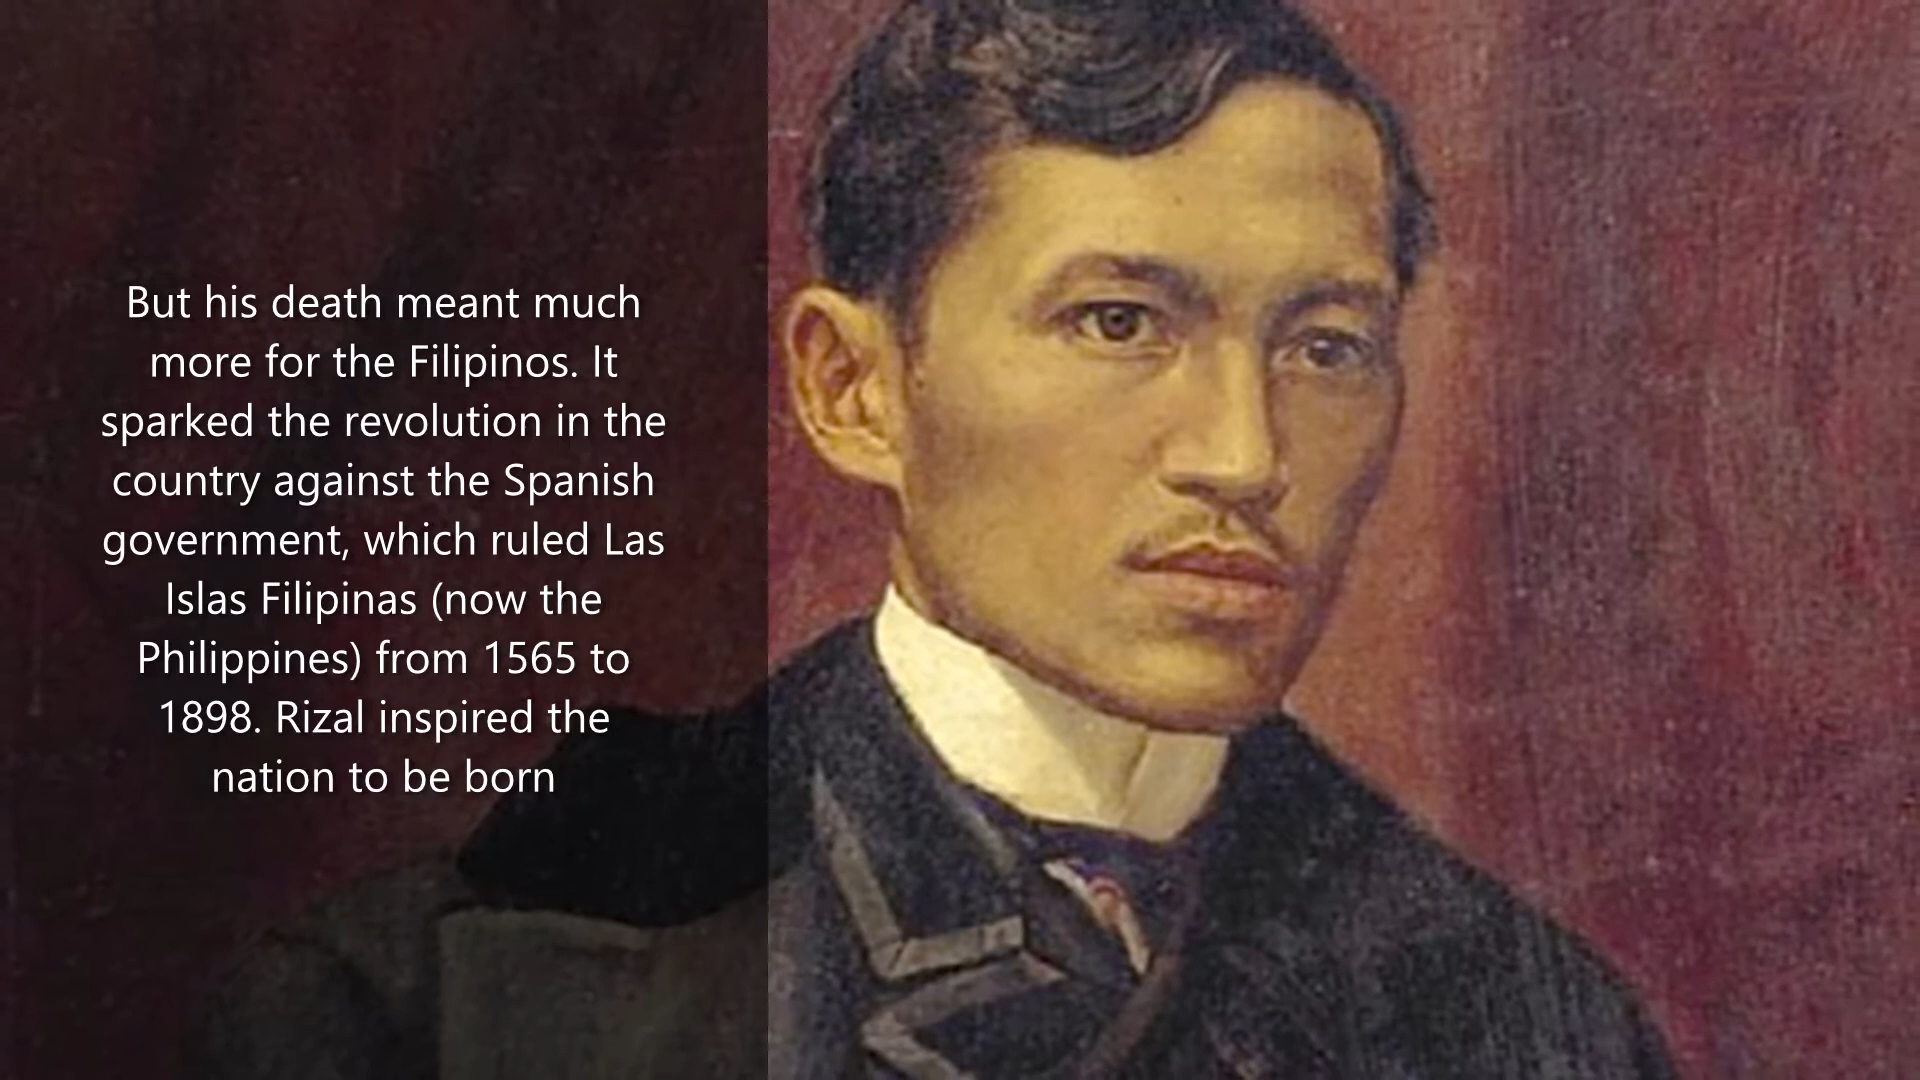 But his death meant much
more for the Filipinos. It
sparked the revolution in the
country against the Spanish
government, which ruled Las
Islas Filipinas (now the
Philippines) from 1565 to
1898. Rizal inspired the
nation to be born